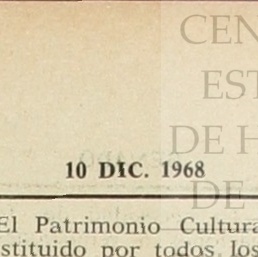 CEN
EST
DE H
DE
10 DIC. 1968
El Patrimonio Cultura
stituido por todos los